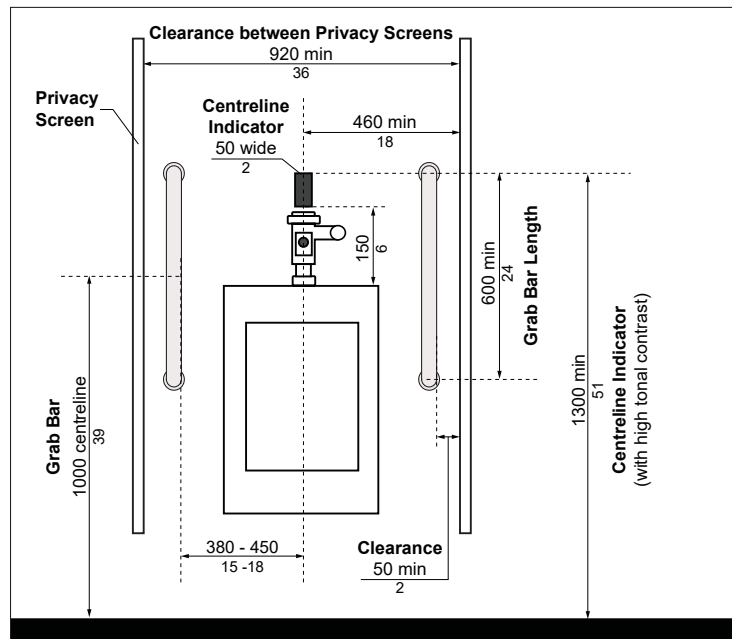 Clearance between Privacy Screens
920 min
36
Privacy
Screen
Centreline
Indicator
50 wide
2
460 min
18
150
6
600 min
24
Grab Bar Length
1300 min
51
Centreline Indicator
(with high tonal contrast)
Grab Bar
1000 centreline
39
380 - 450
15 -18
Clearance
50 min
2